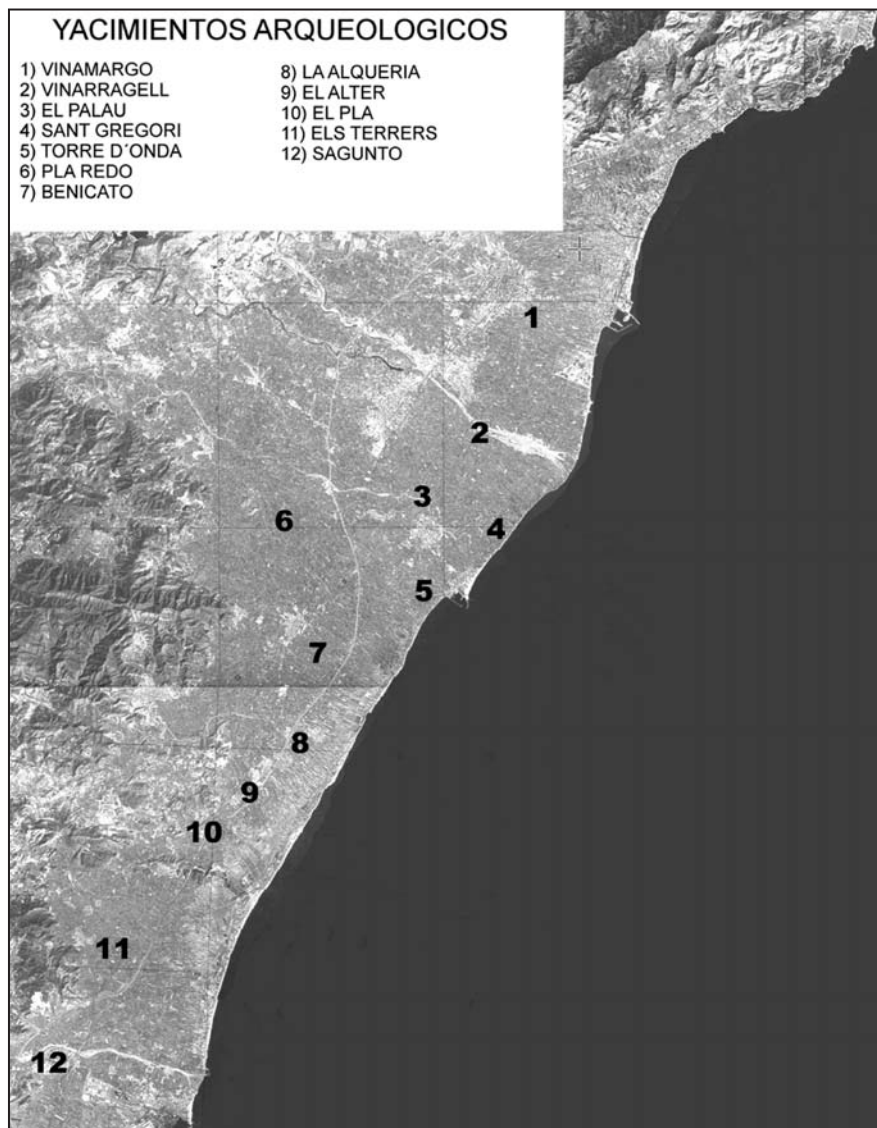 YACIMIENTOS ARQUEOLOGICOS
1) VINAMARGO
2) VINARRAGELL
3) EL PALAU
4) SANT GREGORI
5) TORRE D´ONDA
6) PLA REDO
7) BENICATO
8) LA ALQUERIA
9) EL ALTER
10) EL PLA
11) ELS TERRERS
12) SAGUNTO
1
2
3
4
5
6
7
8
9
10
11
12